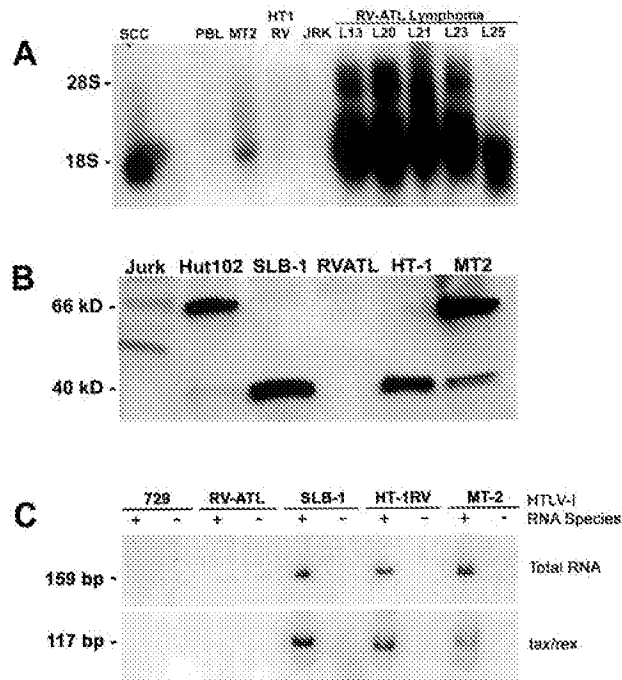 A
SCC PBL MT2 HT1 RV JRK RV-ATL Lymphoma
L13 L20 L21 L23 L25
28S -
18S -
B
Jurk Hut102 SLB-1 RVATL HT-1 MT2
66 kD -
40 kD -
C
729 RV-ATL SLB-1 HT-1RV MT-2 HTLV-I
+ - + - + - + - + - RNA Species
159 bp - Total RNA
117 bp - tax/rex